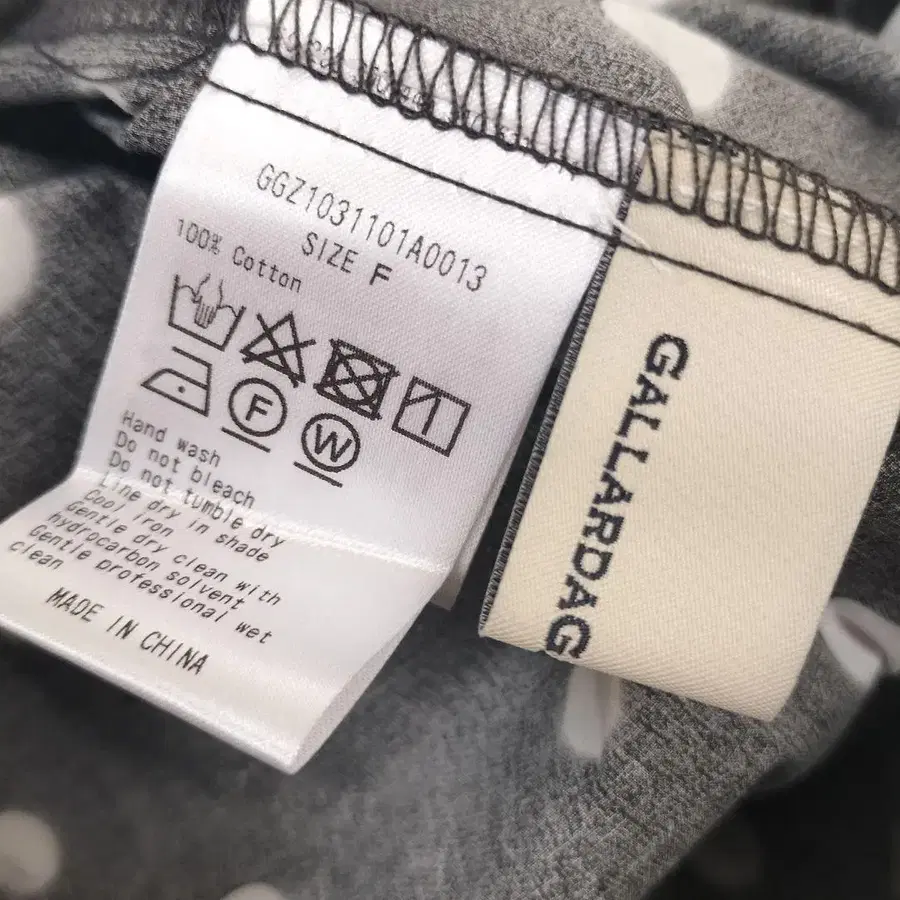 GGZ1031101A0013
SIZE F
100% Cotton
F
W
Hand wash
Do not bleach
Do not tumble dry
Line dry in shade
Cool iron
Gentle dry clean with
hydrocarbon solvent
Gentle professional wet
clean
MADE IN CHINA
GALLARDAG